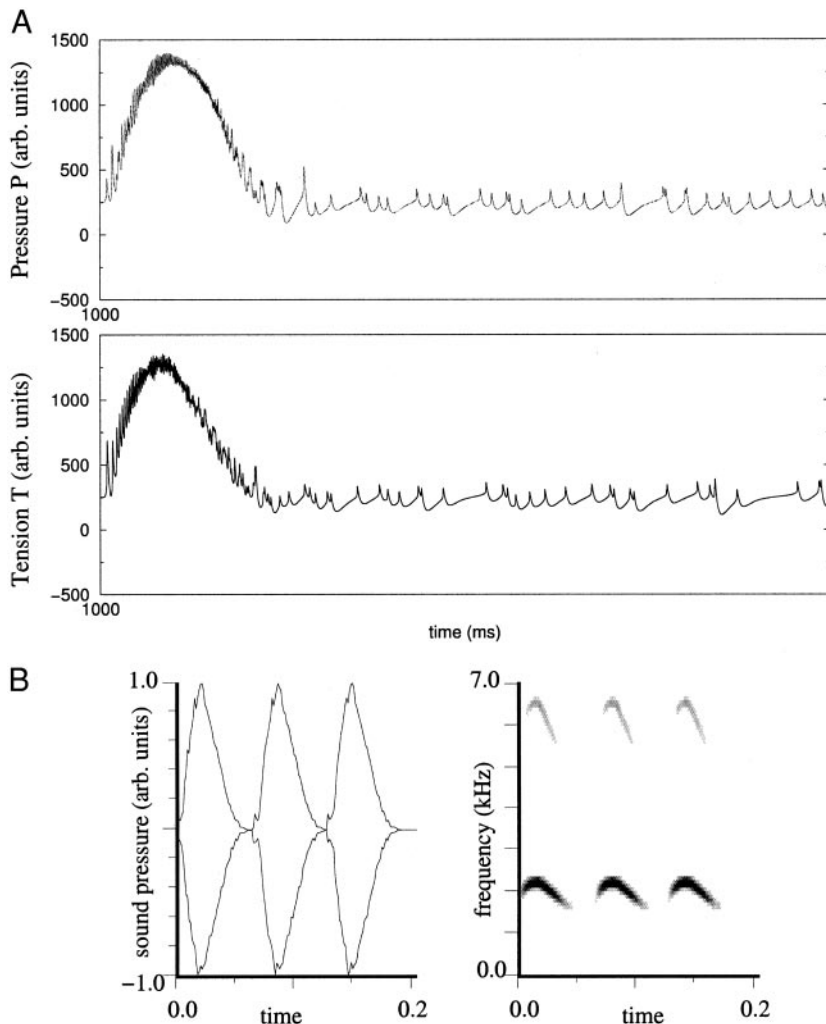 A
1500
1000
500
0
−500
Pressure P (arb. units)
1000
1500
1000
500
0
−500
Tension T (arb. units)
1000
time (ms)
B
1.0
−1.0
sound pressure (arb. units)
0.0
0.2
time
7.0
0.0
frequency (kHz)
0.0
0.2
time